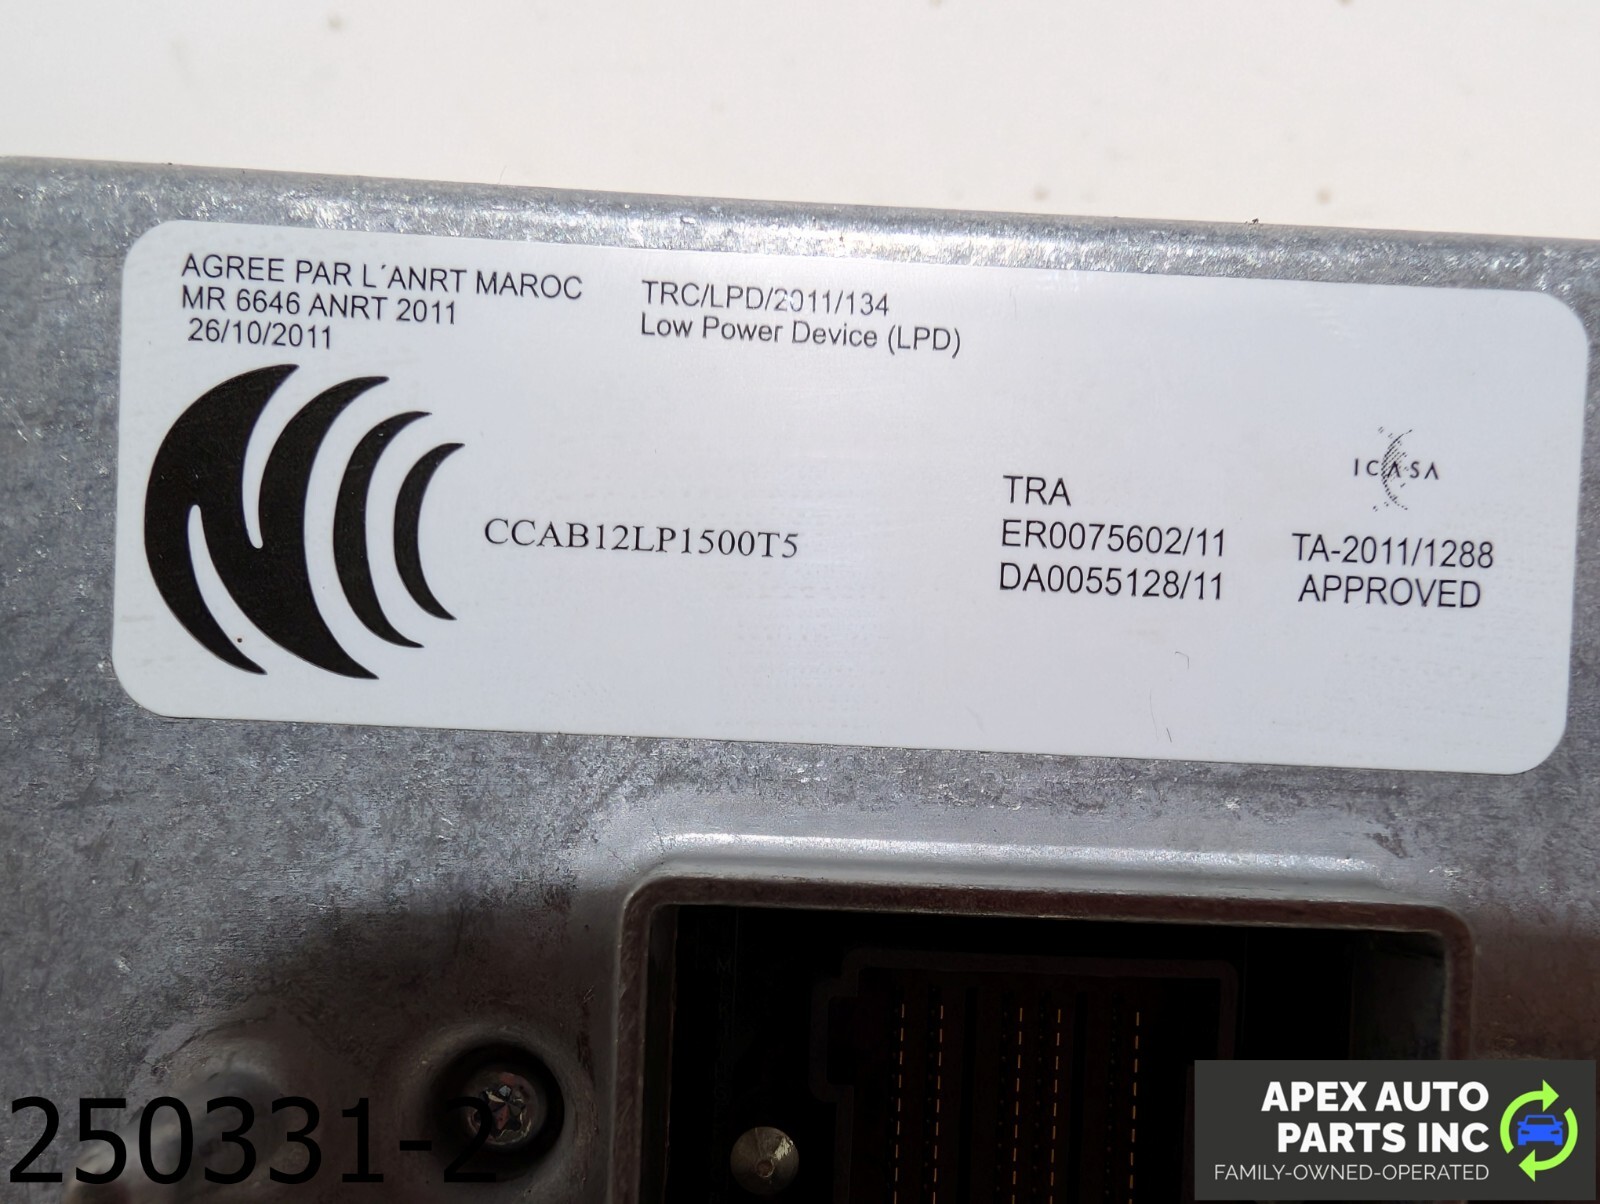 AGREE PAR L´ANRT MAROC
MR 6646 ANRT 2011
26/10/2011
TRC/LPD/2011/134
Low Power Device (LPD)
CCAB12LP1500T5
TRA
ER0075602/11
DA0055128/11
ICASA
TA-2011/1288
APPROVED
250331-2
APEX AUTO
PARTS INC
FAMILY-OWNED-OPERATED